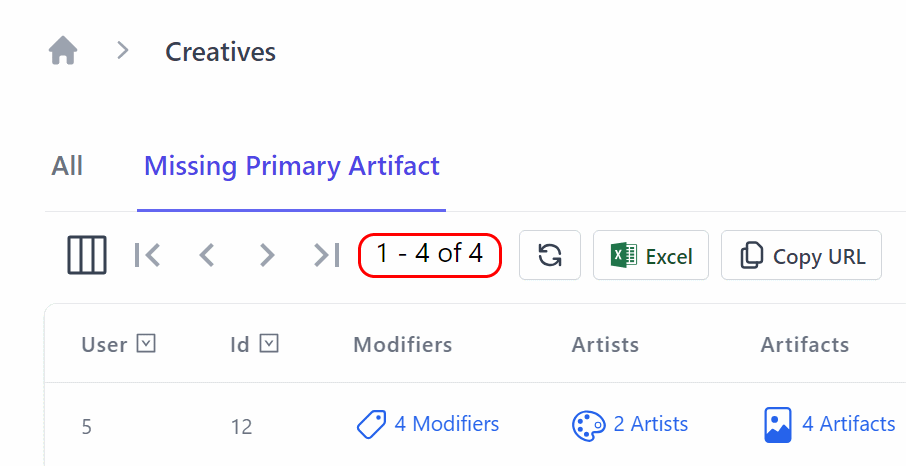 Creatives
All Missing Primary Artifact
1 - 4 of 4 Excel Copy URL
User Id Modifiers Artists Artifacts
5 12 4 Modifiers 2 Artists 4 Artifacts